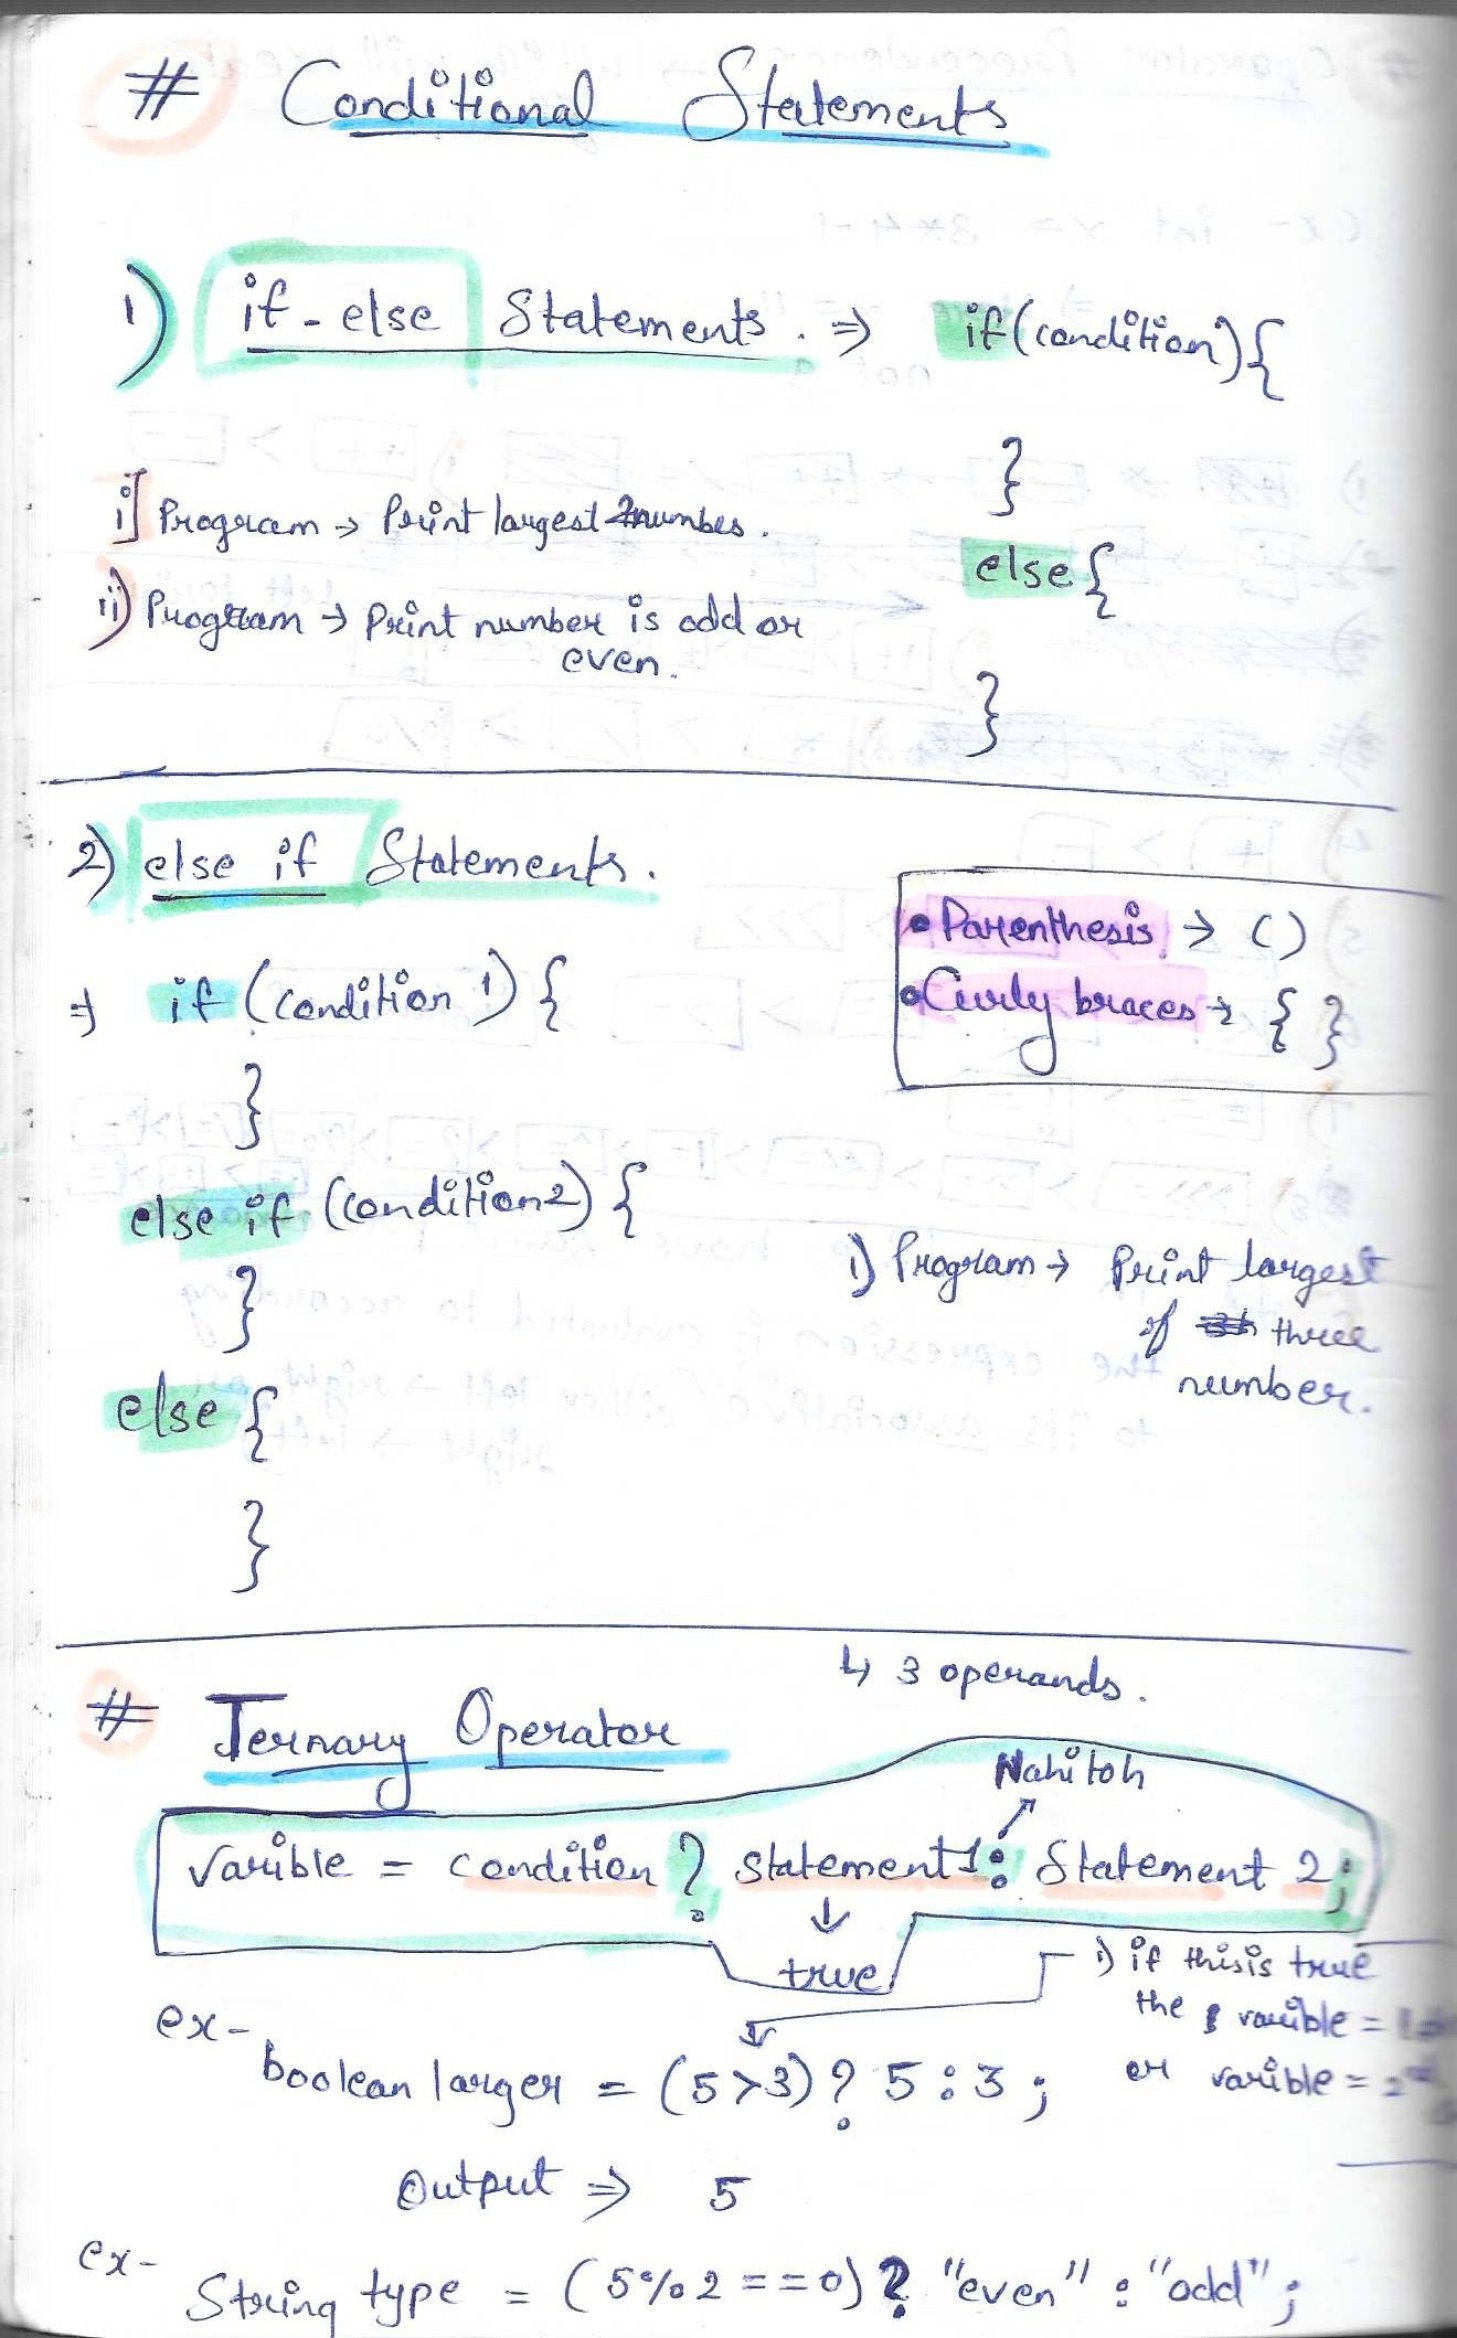 # Conditional Statements
1) if-else Statements. ⇒ if(condition){
}
else{
}
i] Program → Print largest number.
ii) Program → Print number is odd or
even.
2) else if Statements.
• Parenthesis → ()
• Curly braces → { }
⇒ if (condition 1) {
}
else if (condition2) {
}
else {
}
i) Program → Print largest
of three
number.
↳ 3 operands.
# Ternary Operator
Nahitoh
varible = condition ? statement1 : Statement 2;
↓
true
i) if this is true
the varible =
or varible = 2nd
ex-
boolean larger = (5>3) ? 5 : 3 ;
Output ⇒ 5
ex-
String type = (5%2 == 0) ? "even" : "odd" ;